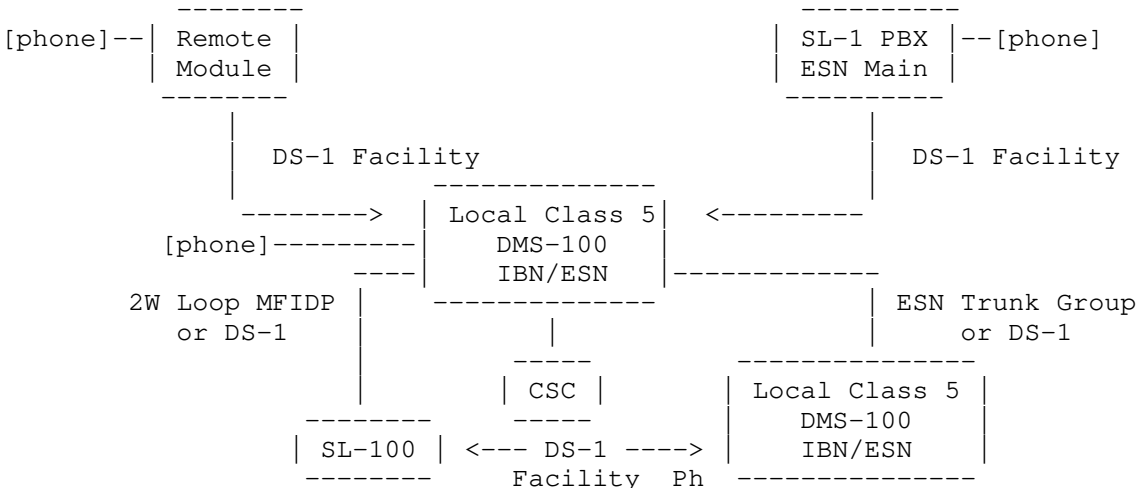 [phone]--| Remote | | SL-1 PBX |--[phone]
| Module | | ESN Main |
| DS-1 Facility | DS-1 Facility
--------> | Local Class 5| <---------
[phone]---------| DMS-100 |
----| IBN/ESN |-------------
2W Loop MFIDP | | ESN Trunk Group
or DS-1 | | | or DS-1
| | CSC | | Local Class 5 |
| DMS-100 |
| SL-100 | <--- DS-1 ----> | IBN/ESN |
Facility Ph